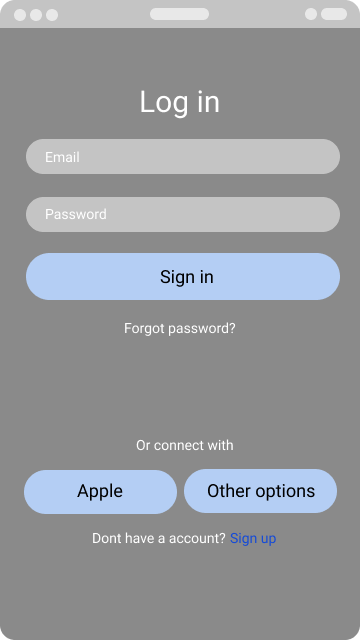 Log in
Email
Password
Sign in
Forgot password?
Or connect with
Apple Other options
Dont have a account? Sign up